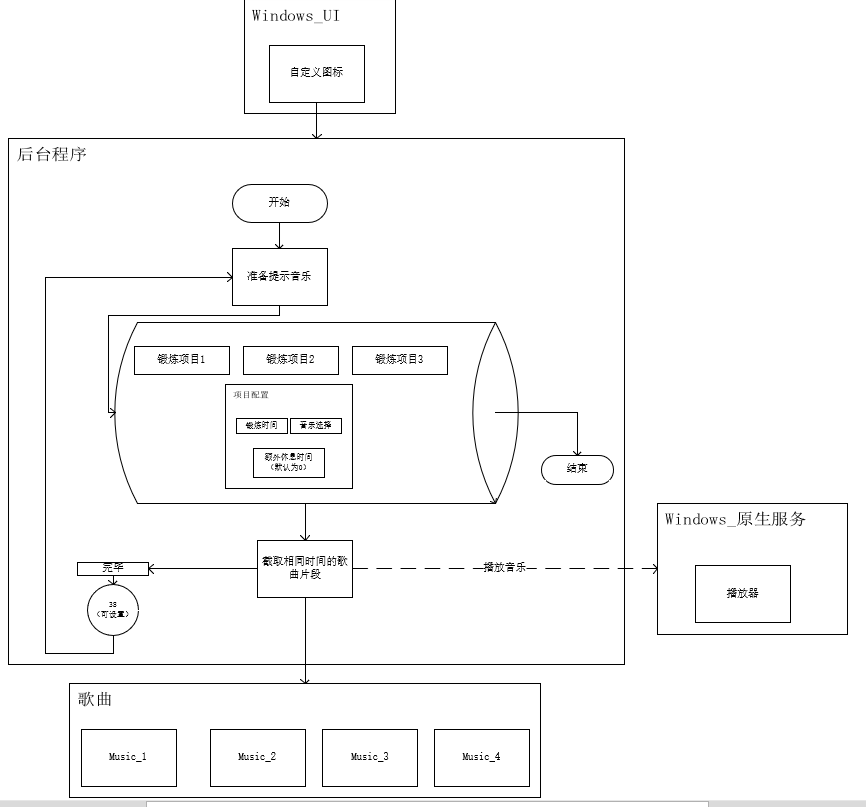 Windows_UI
自定义图标
后台程序
开始
准备提示音乐
锻炼项目1
锻炼项目2
锻炼项目3
项目配置
锻炼时间
音乐选择
额外休息时间
（默认为0）
结束
Windows_原生服务
播放器
截取相同时间的歌
曲片段
播放音乐
完毕
3S
（可设置）
歌曲
Music_1
Music_2
Music_3
Music_4